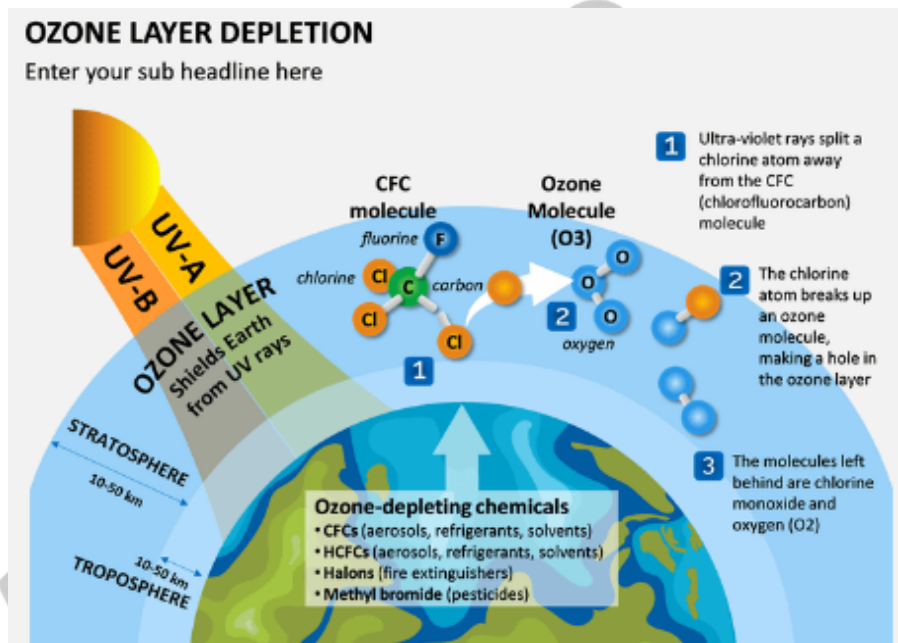 OZONE LAYER DEPLETION
Enter your sub headline here
UV-B
UV-A
OZONE LAYER
Shields Earth
from UV rays
STRATOSPHERE
10-50 km
10-50 km
TROPOSPHERE
CFC
molecule
fluorine
F
chlorine
Cl
C
carbon
Cl
Cl
1
Ozone
Molecule
(O3)
O
O
O
2
oxygen
1
Ultra-violet rays split a
chlorine atom away
from the CFC
(chlorofluorocarbon)
molecule
2
The chlorine
atom breaks up
an ozone
molecule,
making a hole in
the ozone layer
3
The molecules left
behind are chlorine
monoxide and
oxygen (O2)
Ozone-depleting chemicals
• CFCs (aerosols, refrigerants, solvents)
• HCFCs (aerosols, refrigerants, solvents)
• Halons (fire extinguishers)
• Methyl bromide (pesticides)